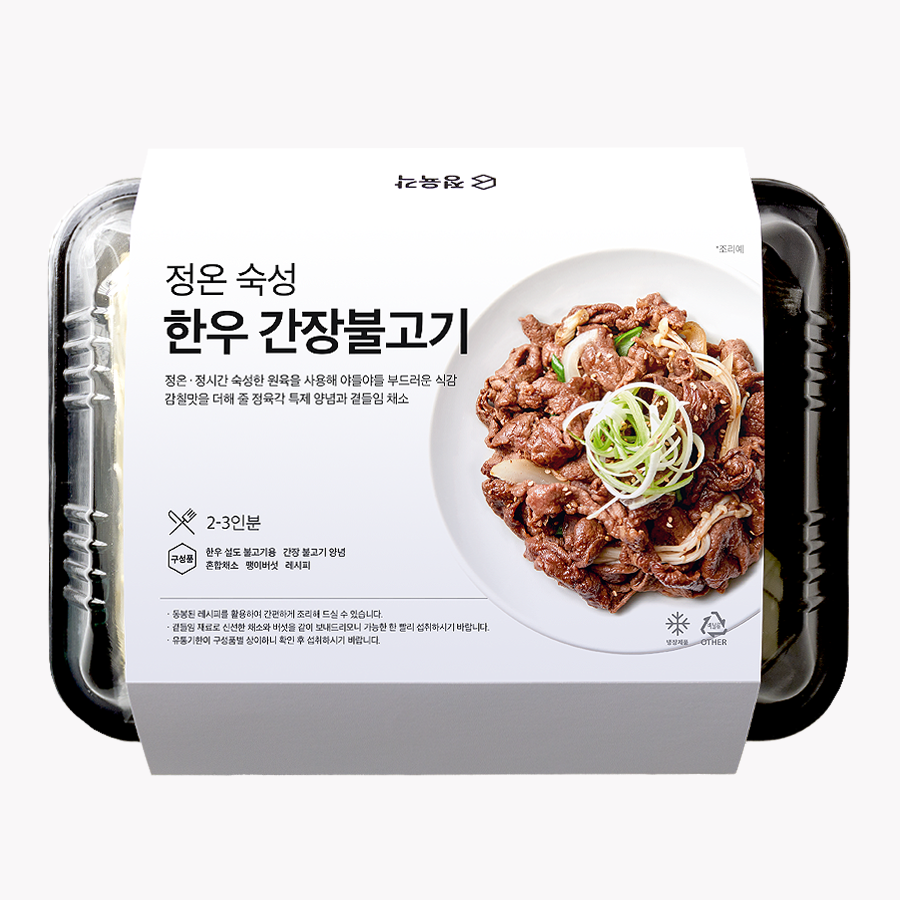 정육각
*조리예
정온 숙성
한우 간장불고기
정온·정시간 숙성한 원육을 사용해 야들야들 부드러운 식감
감칠맛을 더해 줄 정육각 특제 양념과 곁들임 채소
2-3인분
구성품
한우 설도 불고기용 간장 불고기 양념
혼합채소 팽이버섯 레시피
· 동봉된 레시피를 활용하여 간편하게 조리해 드실 수 있습니다.
· 곁들임 재료로 신선한 채소와 버섯을 같이 보내드리오니 가능한 한 빨리 섭취하시기 바랍니다.
· 유통기한이 구성품별 상이하니 확인 후 섭취하시기 바랍니다.
냉장제품
OTHER